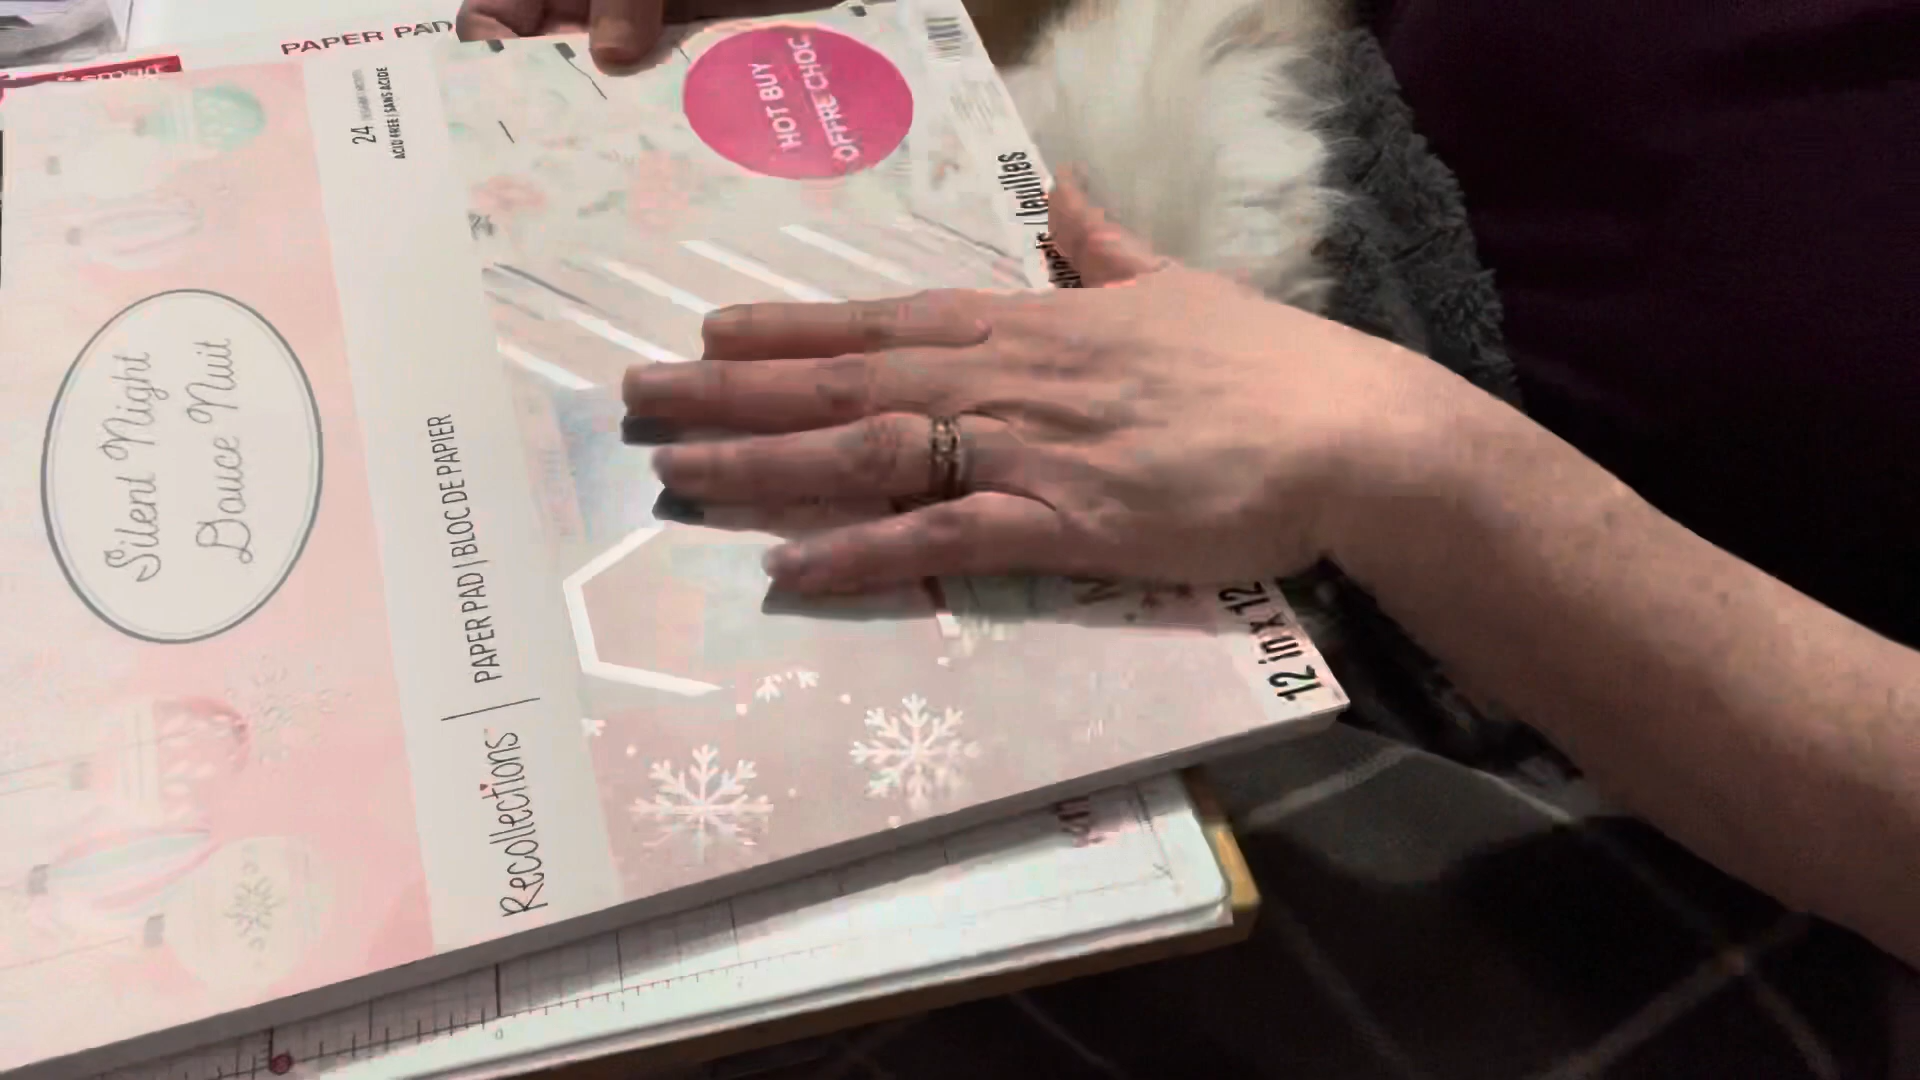 PAPER PAD
smart
24
ACID FREE | SANS ACIDE
HOT BUY
OFFRE CHOC
Silent Night
Douce Nuit
PAPER PAD | BLOC DE PAPIER
Recollections
/ feuilles
12 in x 12